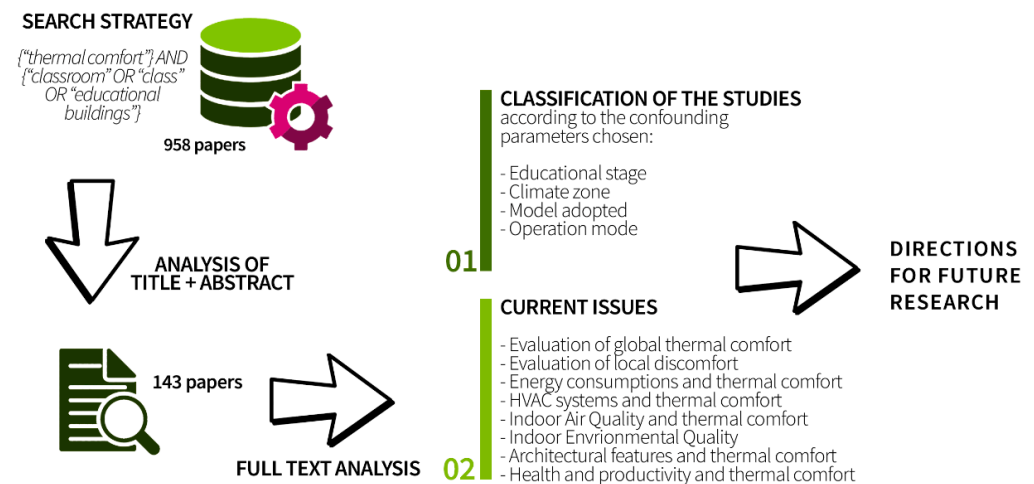 SEARCH STRATEGY
{“thermal comfort”} AND
{“classroom” OR “class”
OR “educational
buildings”}
958 papers
ANALYSIS OF
TITLE + ABSTRACT
143 papers
FULL TEXT ANALYSIS
01
CLASSIFICATION OF THE STUDIES
according to the confounding
parameters chosen:
- Educational stage
- Climate zone
- Model adopted
- Operation mode
02
CURRENT ISSUES
- Evaluation of global thermal comfort
- Evaluation of local discomfort
- Energy consumptions and thermal comfort
- HVAC systems and thermal comfort
- Indoor Air Quality and thermal comfort
- Indoor Envrionmental Quality
- Architectural features and thermal comfort
- Health and productivity and thermal comfort
DIRECTIONS
FOR FUTURE
RESEARCH